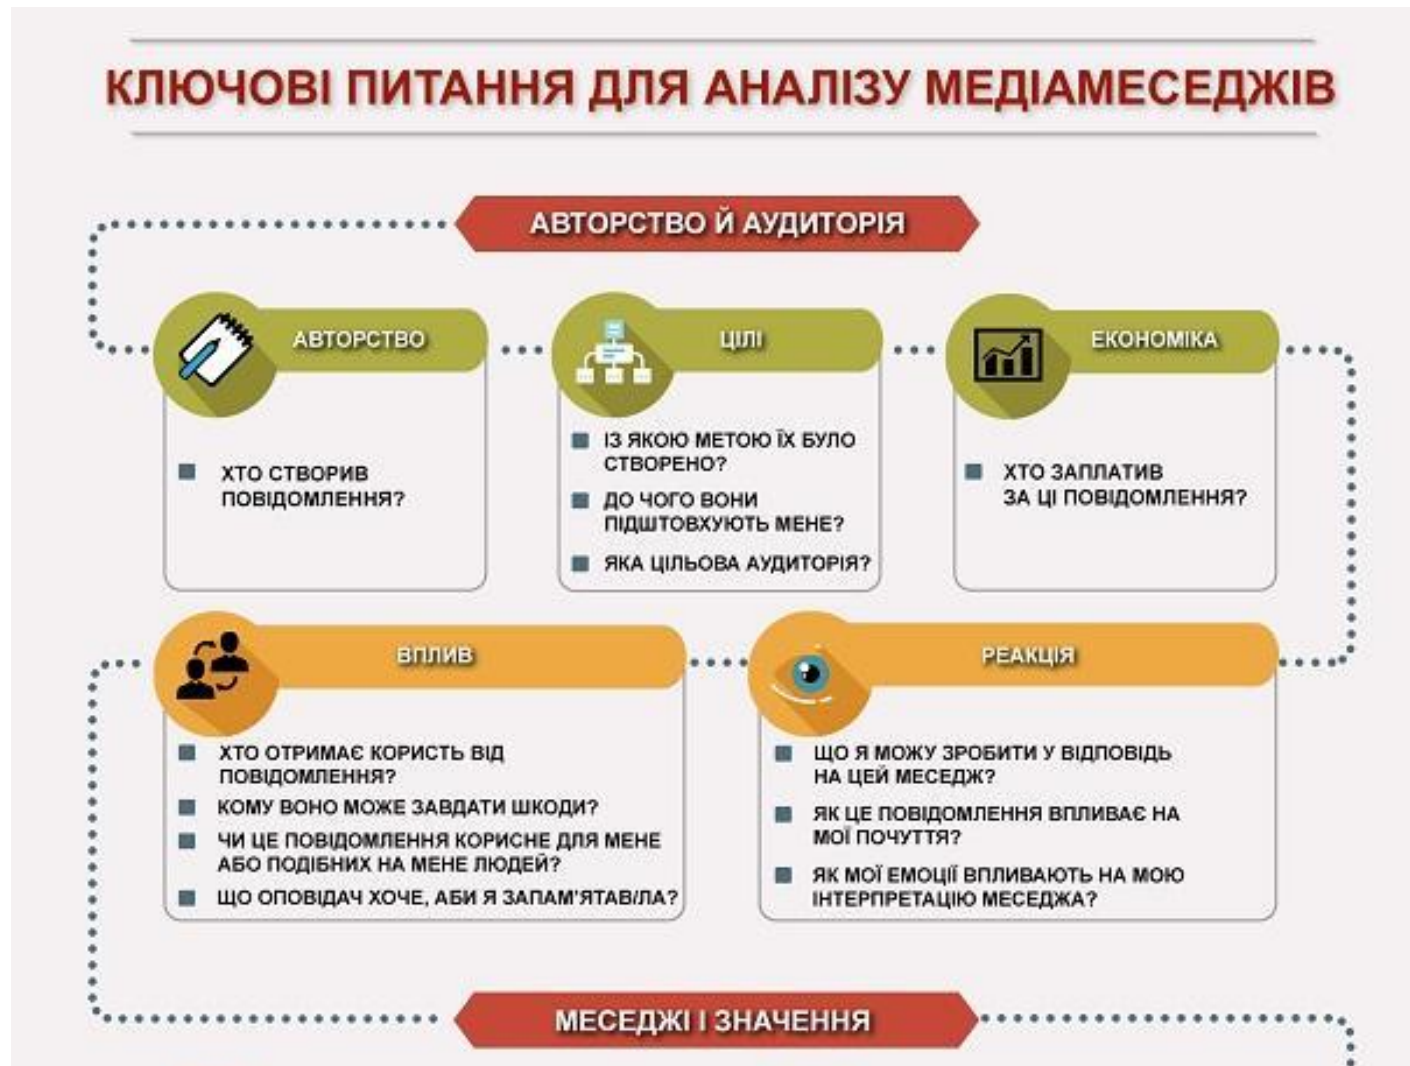 КЛЮЧОВІ ПИТАННЯ ДЛЯ АНАЛІЗУ МЕДІАМЕСЕДЖІВ
АВТОРСТВО Й АУДИТОРІЯ
АВТОРСТВО
ХТО СТВОРИВ
ПОВІДОМЛЕННЯ?
ЦІЛІ
ІЗ ЯКОЮ МЕТОЮ ЇХ БУЛО
СТВОРЕНО?
ДО ЧОГО ВОНИ
ПІДШТОВХУЮТЬ МЕНЕ?
ЯКА ЦІЛЬОВА АУДИТОРІЯ?
ЕКОНОМІКА
ХТО ЗАПЛАТИВ
ЗА ЦІ ПОВІДОМЛЕННЯ?
ВПЛИВ
ХТО ОТРИМАЄ КОРИСТЬ ВІД
ПОВІДОМЛЕННЯ?
КОМУ ВОНО МОЖЕ ЗАВДАТИ ШКОДИ?
ЧИ ЦЕ ПОВІДОМЛЕННЯ КОРИСНЕ ДЛЯ МЕНЕ
АБО ПОДІБНИХ НА МЕНЕ ЛЮДЕЙ?
ЩО ОПОВІДАЧ ХОЧЕ, АБИ Я ЗАПАМ'ЯТАВ/ЛА?
РЕАКЦІЯ
ЩО Я МОЖУ ЗРОБИТИ У ВІДПОВІДЬ
НА ЦЕЙ МЕСЕДЖ?
ЯК ЦЕ ПОВІДОМЛЕННЯ ВПЛИВАЄ НА
МОЇ ПОЧУТТЯ?
ЯК МОЇ ЕМОЦІЇ ВПЛИВАЮТЬ НА МОЮ
ІНТЕРПРЕТАЦІЮ МЕСЕДЖА?
МЕСЕДЖІ І ЗНАЧЕННЯ